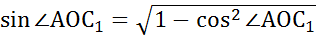 sin ∠AOC₁ = √(1 − cos² ∠AOC₁)